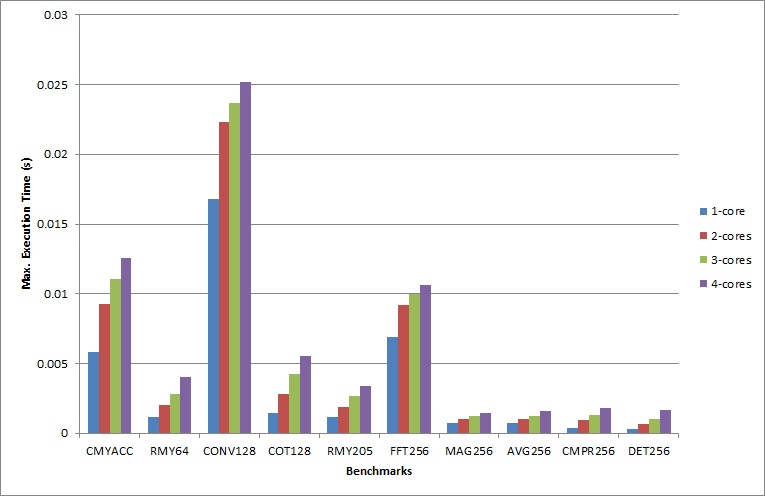 0.03
0.025
0.02
0.015
0.01
0.005
0
Max. Execution Time (s)
CMYACC RMY64 CONV128 COT128 RMY205 FFT256 MAG256 AVG256 CMPR256 DET256
Benchmarks
1-core
2-cores
3-cores
4-cores